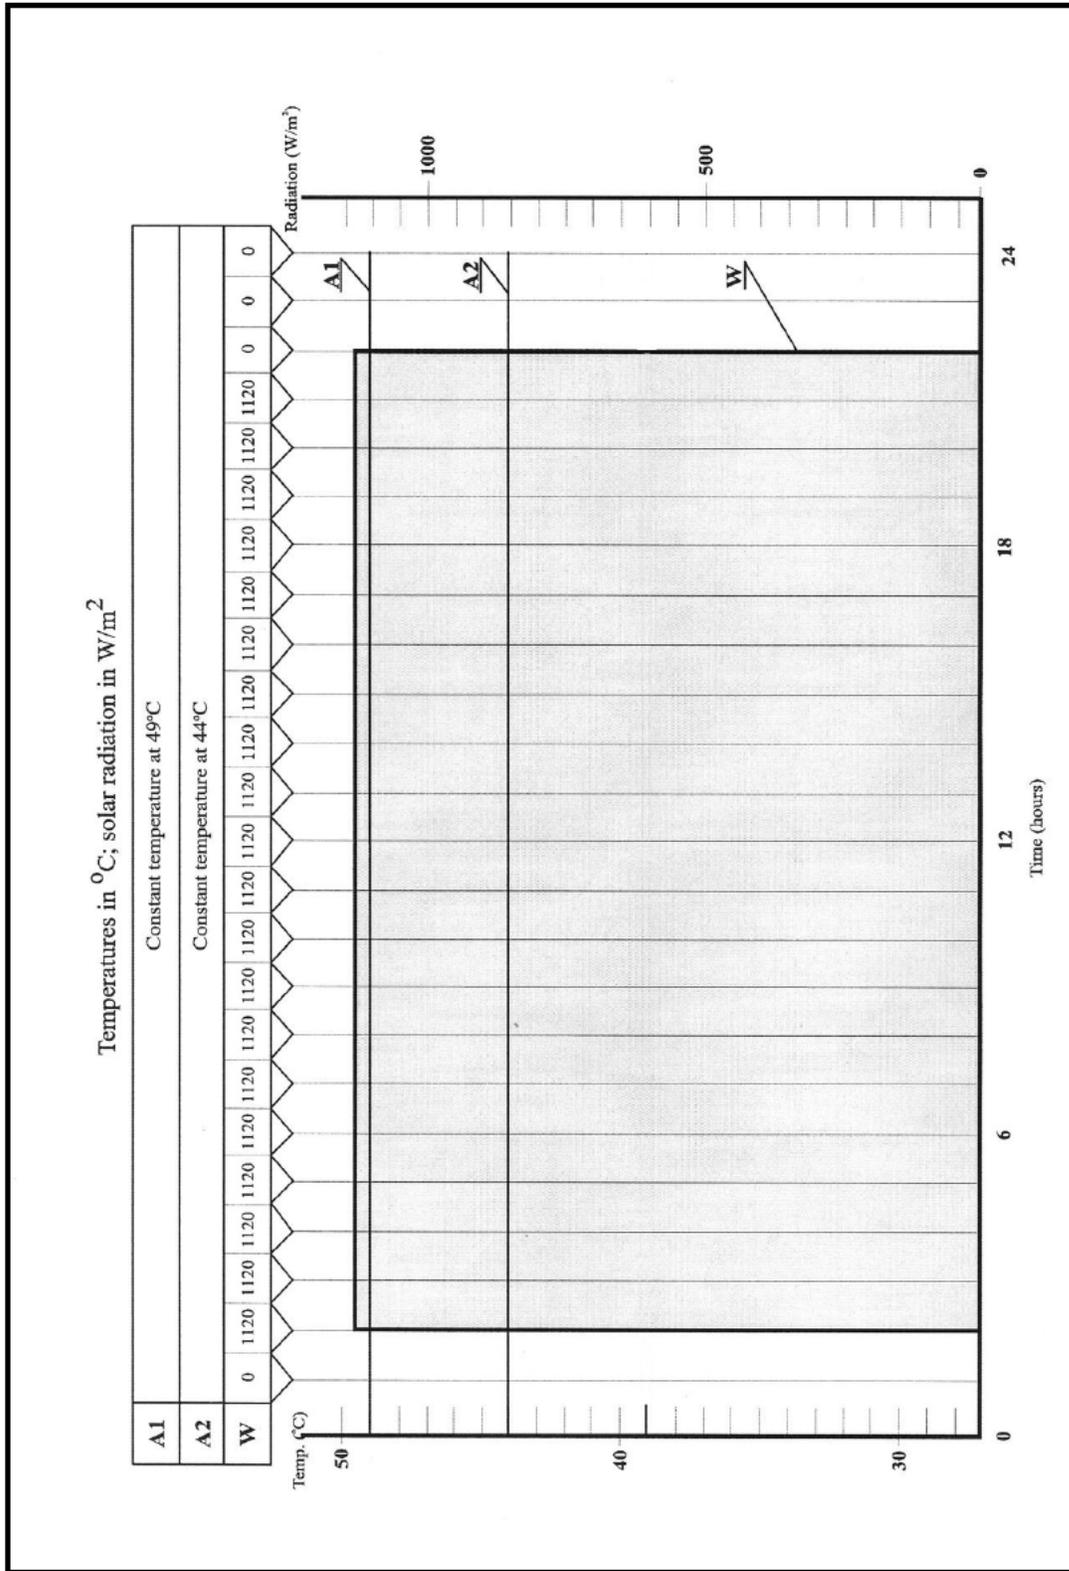 Temperatures in °C; solar radiation in W/m²
A1 Constant temperature at 49°C
A2 Constant temperature at 44°C
W 0 1120 1120 1120 1120 1120 1120 1120 1120 1120 1120 1120 1120 1120 1120 1120 1120 1120 1120 1120 1120 0 0 0
Temp. (°C) Radiation (W/m²)
50 A1
1000
A2
40
500
W
30
0
0 6 12 18 24
Time (hours)